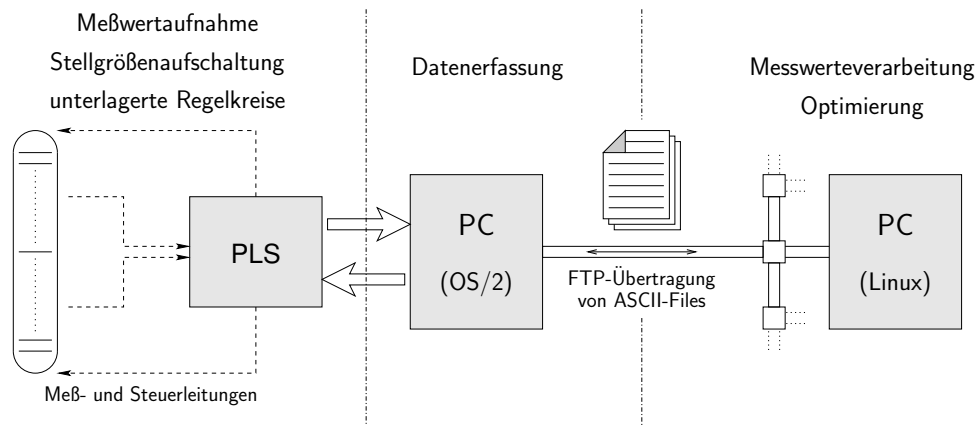 Meßwertaufnahme
Stellgrößenaufschaltung
unterlagerte Regelkreise
Datenerfassung
Messwerteverarbeitung
Optimierung
PLS
PC
(OS/2)
FTP-Übertragung
von ASCII-Files
PC
(Linux)
Meß- und Steuerleitungen